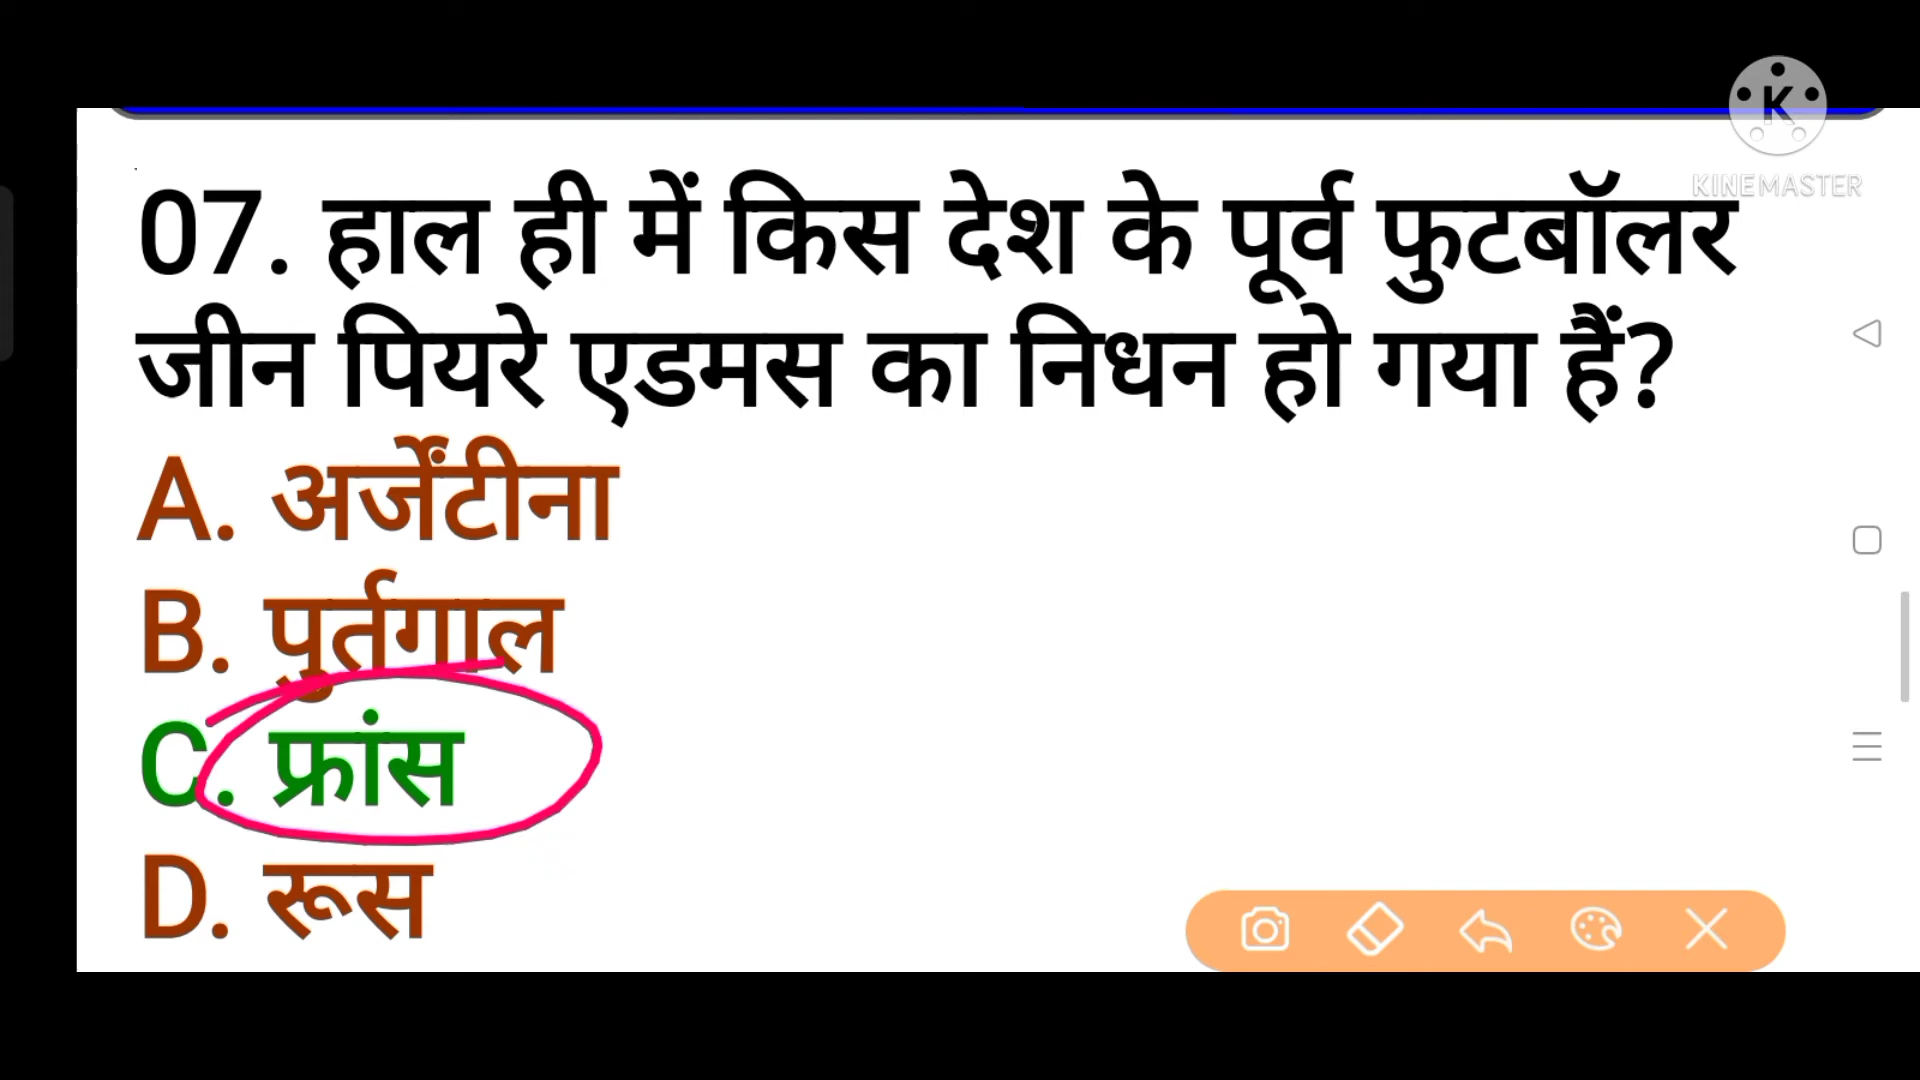 K
KINEMASTER
07. हाल ही में किस देश के पूर्व फुटबॉलर
जीन पियरे एडमस का निधन हो गया हैं?
A. अर्जेंटीना
B. पुर्तगाल
C. फ्रांस
D. रूस